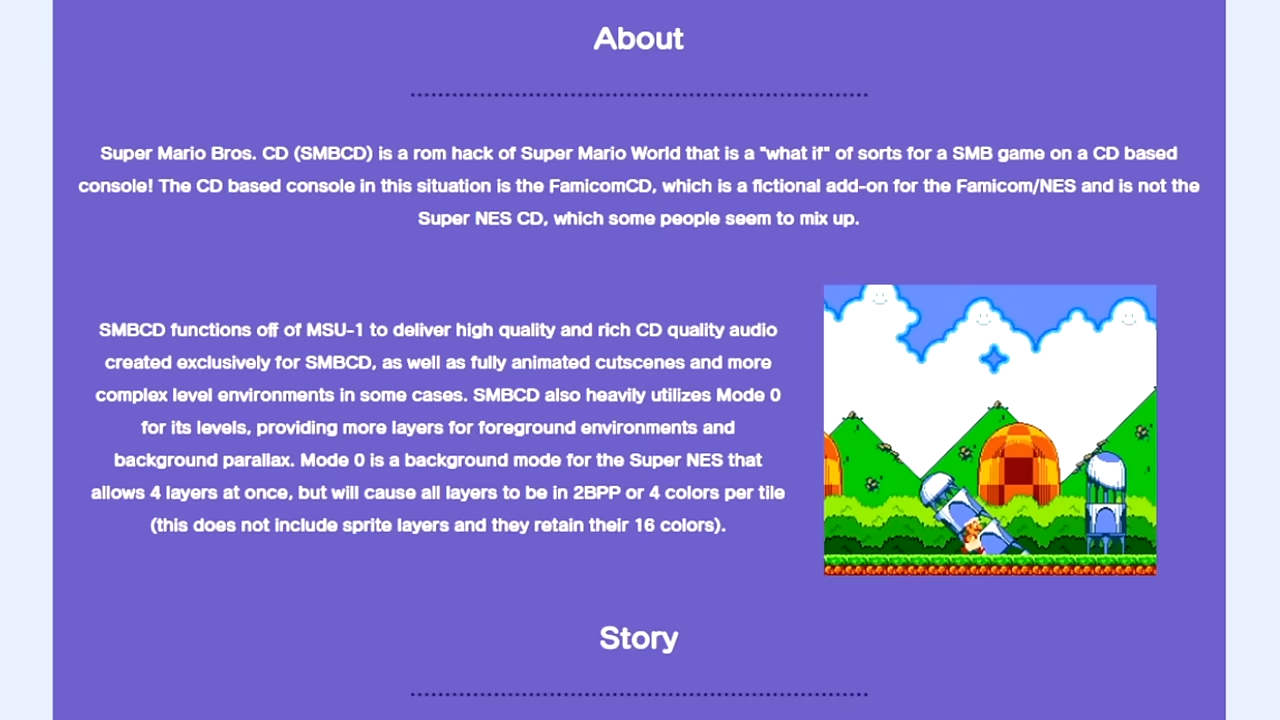 About
Super Mario Bros. CD (SMBCD) is a rom hack of Super Mario World that is a "what if" of sorts for a SMB game on a CD based
console! The CD based console in this situation is the FamicomCD, which is a fictional add-on for the Famicom/NES and is not the
Super NES CD, which some people seem to mix up.
SMBCD functions off of MSU-1 to deliver high quality and rich CD quality audio
created exclusively for SMBCD, as well as fully animated cutscenes and more
complex level environments in some cases. SMBCD also heavily utilizes Mode 0
for its levels, providing more layers for foreground environments and
background parallax. Mode 0 is a background mode for the Super NES that
allows 4 layers at once, but will cause all layers to be in 2BPP or 4 colors per tile
(this does not include sprite layers and they retain their 16 colors).
Story